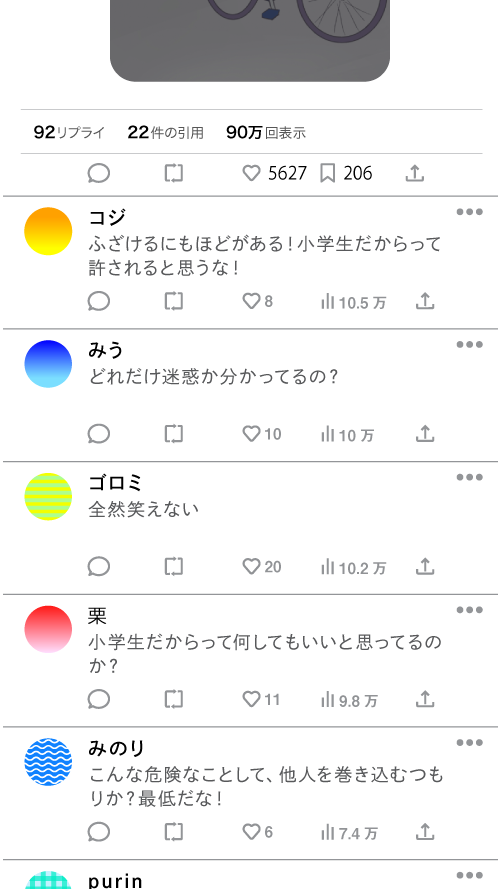 92リプライ 22件の引用 90万回表示
5627 206
コジ
ふざけるにもほどがある！小学生だからって
許されると思うな！
8 10.5 万
みう
どれだけ迷惑か分かってるの？
10 10 万
ゴロミ
全然笑えない
20 10.2 万
栗
小学生だからって何してもいいと思ってるの
か？
11 9.8 万
みのり
こんな危険なことして、他人を巻き込むつも
りか？最低だな！
6 7.4 万
purin